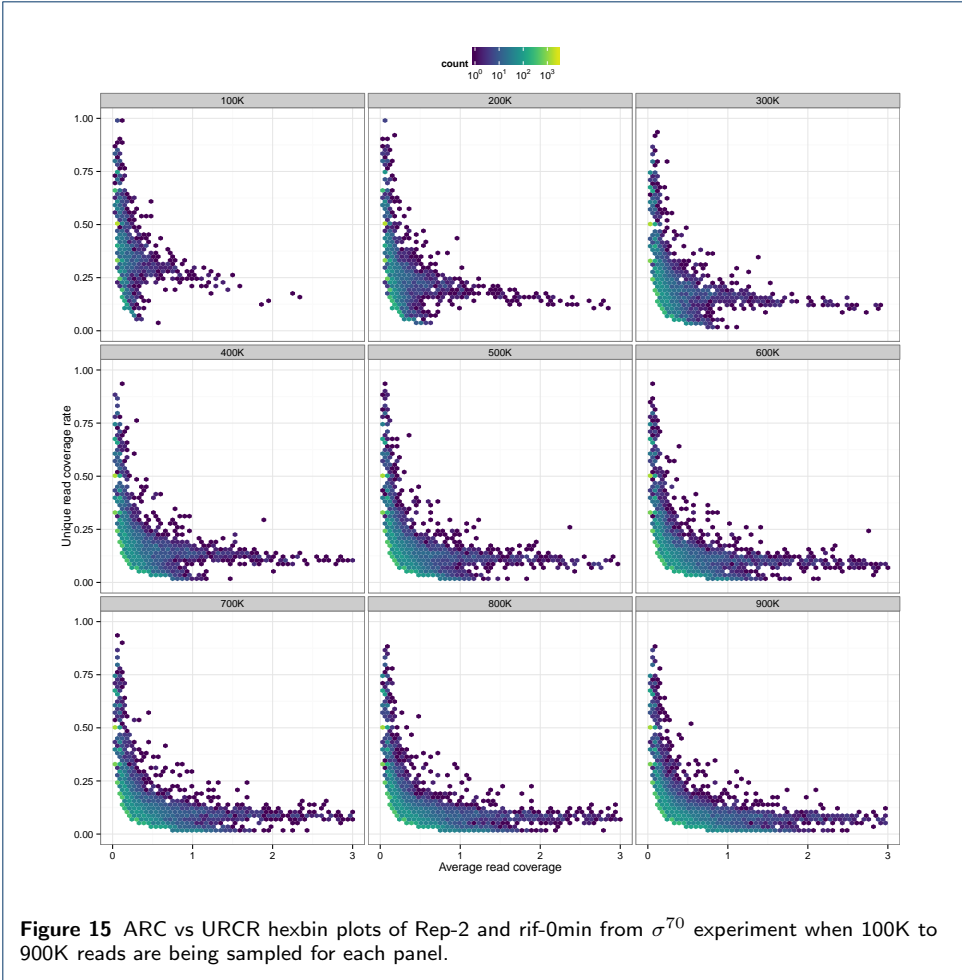 count
10⁰ 10¹ 10² 10³
100K 200K 300K
1.00
0.75
0.50
0.25
0.00
400K 500K 600K
1.00
0.75
0.50
0.25
0.00
Unique read coverage rate
700K 800K 900K
1.00
0.75
0.50
0.25
0.00
0 1 2 3 0 1 2 3 0 1 2 3
Average read coverage
Figure 15 ARC vs URCR hexbin plots of Rep-2 and rif-0min from σ⁷⁰ experiment when 100K to
900K reads are being sampled for each panel.